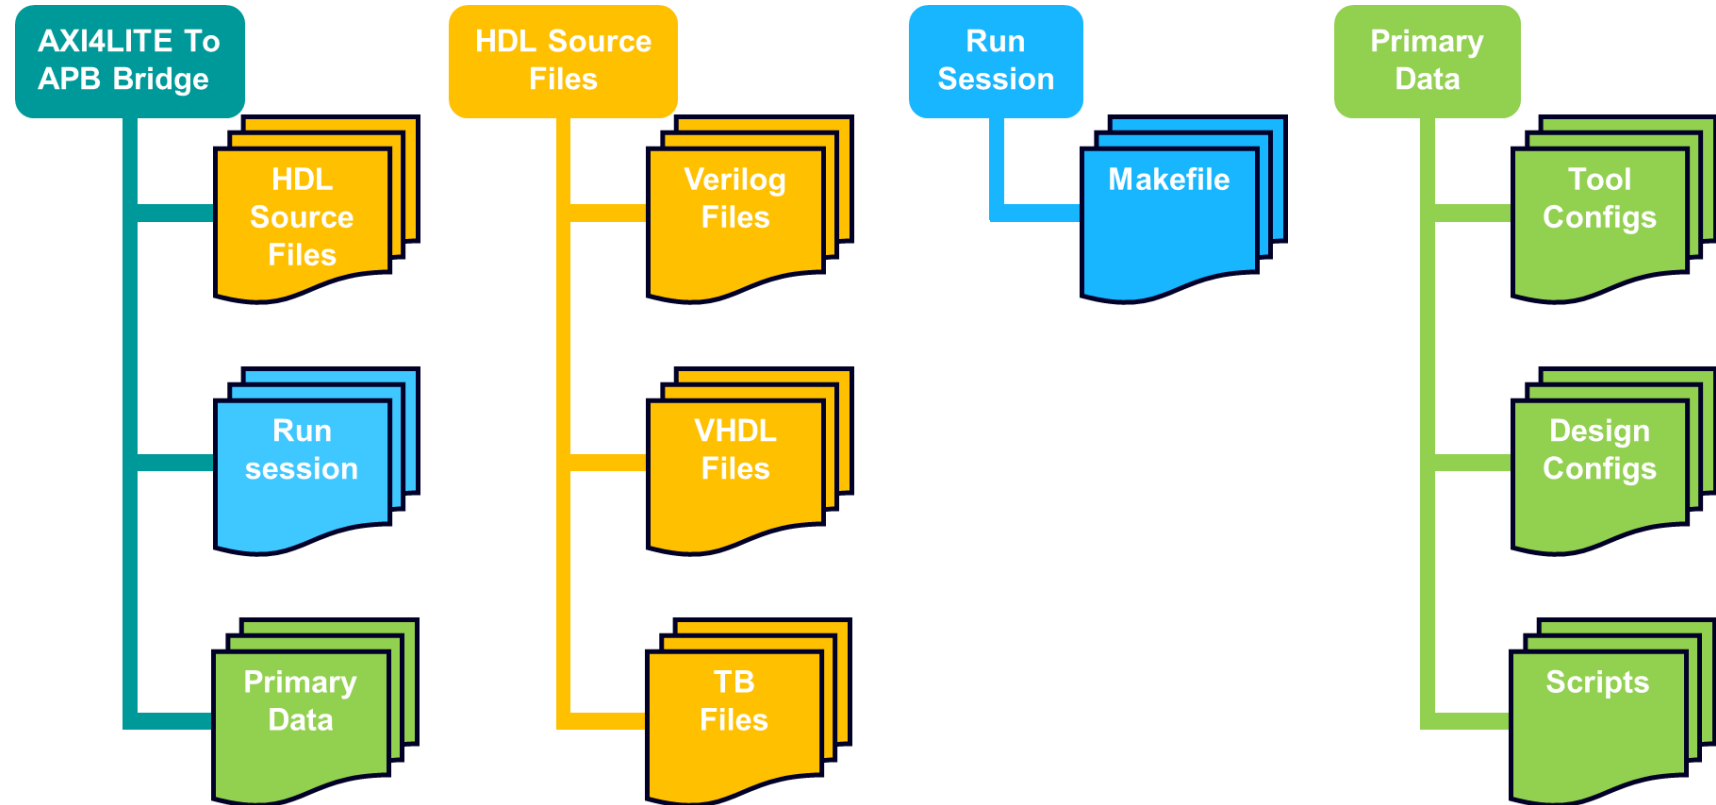 AXI4LITE To
APB Bridge
HDL
Source
Files
Run
session
Primary
Data
HDL Source
Files
Verilog
Files
VHDL
Files
TB
Files
Run
Session
Makefile
Primary
Data
Tool
Configs
Design
Configs
Scripts